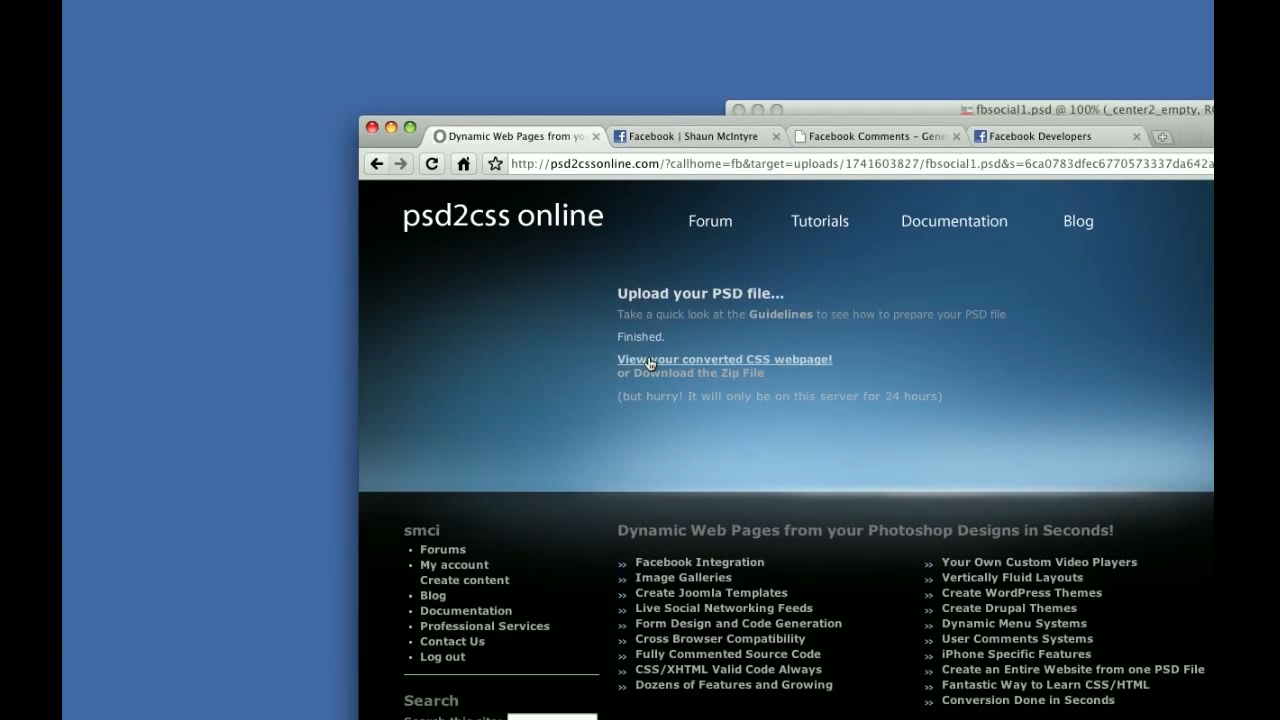 fbsocial1.psd @ 100% (_center2_empty,
Dynamic Web Pages from
Facebook | Shaun McIntyre
Facebook Comments – Gene
Facebook Developers
http://psd2cssonline.com/?callhome=fb&target=uploads/1741603827/fbsocial1.psd&s=6ca0783dfec6770573337da642a
psd2css online
Forum
Tutorials
Documentation
Blog
Upload your PSD file...
Take a quick look at the Guidelines to see how to prepare your PSD file
Finished.
View your converted CSS webpage!
or Download the Zip File
(but hurry! It will only be on this server for 24 hours)
smci
Forums
My account
Create content
Blog
Documentation
Professional Services
Contact Us
Log out
Search
Search this site:
Dynamic Web Pages from your Photoshop Designs in Seconds!
Facebook Integration
Image Galleries
Create Joomla Templates
Live Social Networking Feeds
Form Design and Code Generation
Cross Browser Compatibility
Fully Commented Source Code
CSS/XHTML Valid Code Always
Dozens of Features and Growing
Your Own Custom Video Players
Vertically Fluid Layouts
Create WordPress Themes
Create Drupal Themes
Dynamic Menu Systems
User Comments Systems
iPhone Specific Features
Create an Entire Website from one PSD File
Fantastic Way to Learn CSS/HTML
Conversion Done in Seconds